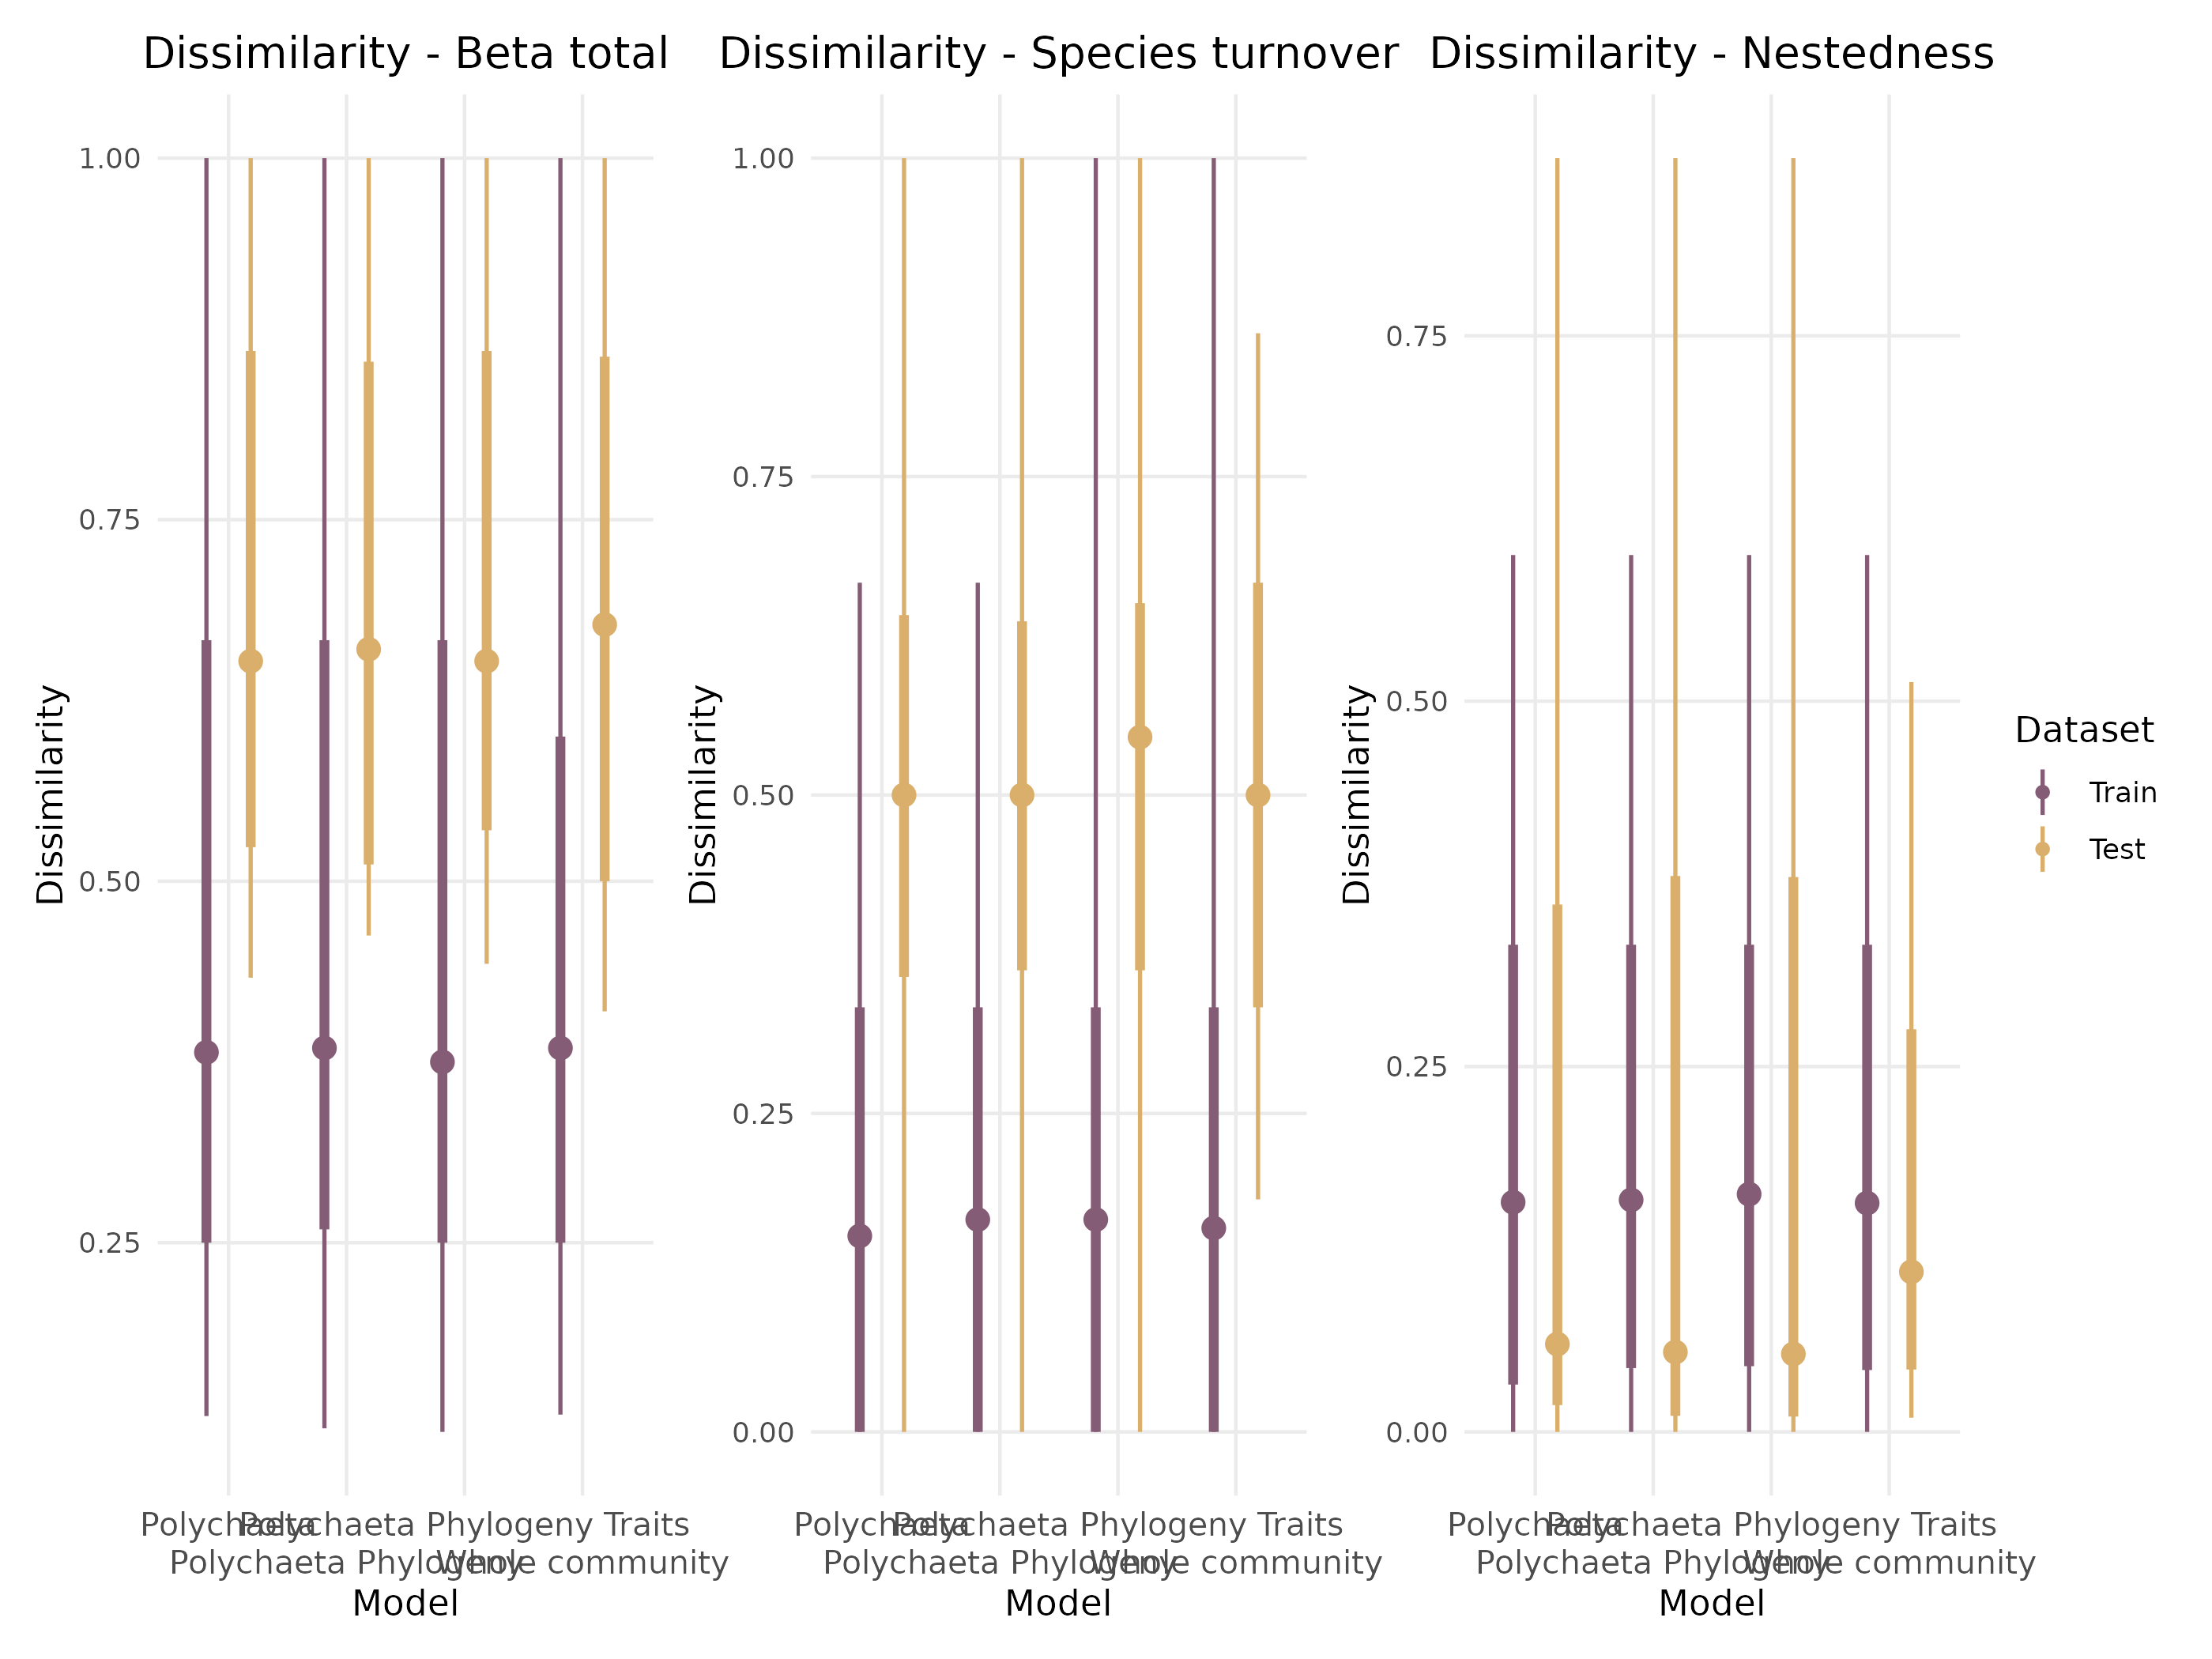 Dissimilarity - Beta total
Dissimilarity
1.00
0.75
0.50
0.25
Polychaeta
Polychaeta Phylogeny Traits
Polychaeta Phylogeny
Whole community
Model
Dissimilarity - Species turnover
Dissimilarity
1.00
0.75
0.50
0.25
0.00
Polychaeta
Polychaeta Phylogeny Traits
Polychaeta Phylogeny
Whole community
Model
Dissimilarity - Nestedness
Dissimilarity
0.75
0.50
0.25
0.00
Polychaeta
Polychaeta Phylogeny Traits
Polychaeta Phylogeny
Whole community
Model
Dataset
Train
Test